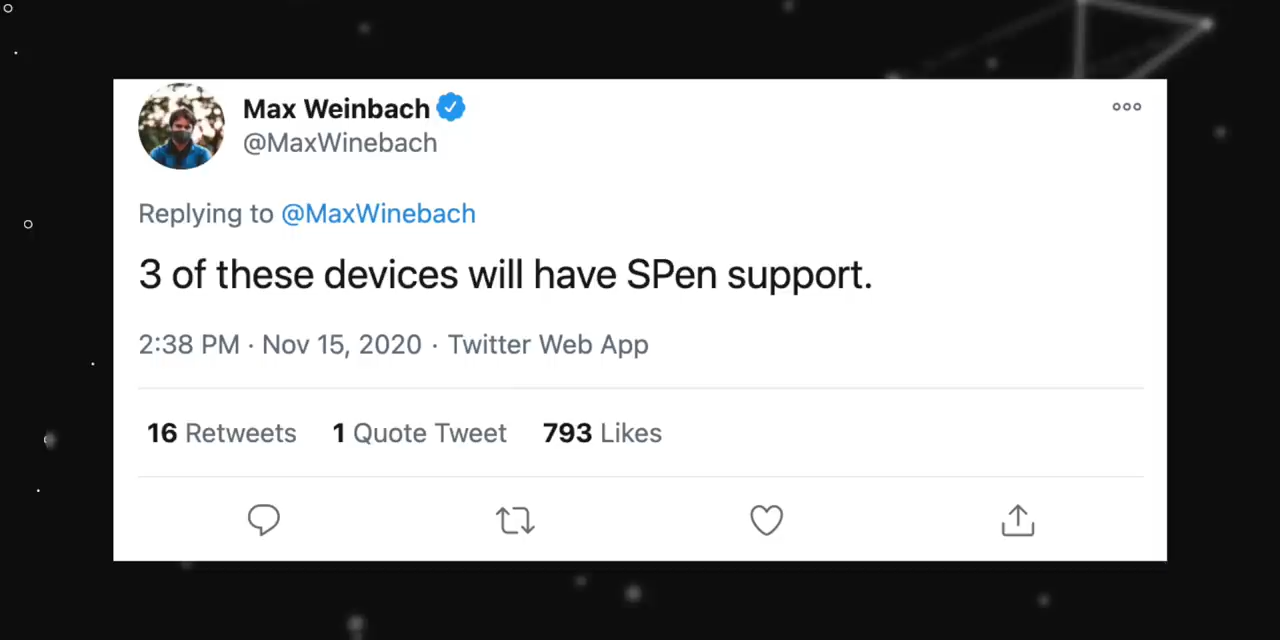 Max Weinbach
@MaxWinebach
Replying to @MaxWinebach
3 of these devices will have SPen support.
2:38 PM · Nov 15, 2020 · Twitter Web App
16 Retweets 1 Quote Tweet 793 Likes